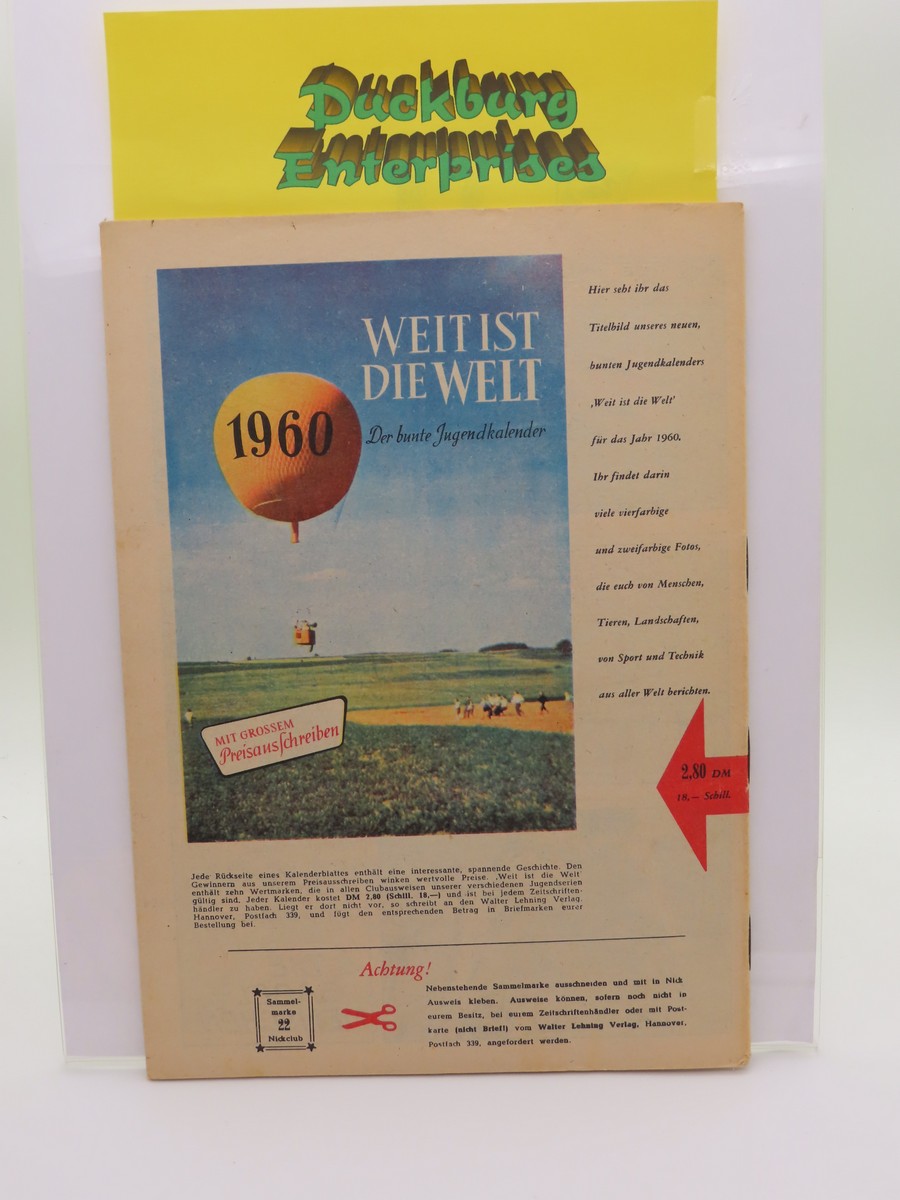 Duckburg
Enterprises
WEIT IST
DIE WELT
1960
Der bunte Jugendkalender
MIT GROSSEM
Preisausschreiben
Hier seht ihr das
Titelbild unseres neuen,
bunten Jugendkalenders
‚Weit ist die Welt'
für das Jahr 1960.
Ihr findet darin
viele vierfarbige
und zweifarbige Fotos,
die euch von Menschen,
Tieren, Landschaften,
von Sport und Technik
aus aller Welt berichten.
2.80 DM
18.— Schill.
Jede Rückseite eines Kalenderblattes enthält eine interessante, spannende Geschichte. Den
Gewinnern aus unserem Preisausschreiben winken wertvolle Preise. ‚Weit ist die Welt'
enthält zehn Wertmarken, die in allen Clubausweisen unserer verschiedenen Jugendserien
gültig sind. Jeder Kalender kostet DM 2,80 (Schill. 18,—) und ist bei jedem Zeitschriften-
händler zu haben. Liegt er dort nicht vor, so schreibt an den Walter Lehning Verlag,
Hannover, Postfach 339, und fügt den entsprechenden Betrag in Briefmarken eurer
Bestellung bei.
Achtung!
Sammel-
marke
22
Nickclub
Nebenstehende Sammelmarke ausschneiden und mit in Nick
Ausweis kleben. Ausweise können, sofern noch nicht in
eurem Besitz, bei eurem Zeitschriftenhändler oder mit Post-
karte (nicht Brief!) vom Walter Lehning Verlag, Hannover,
Postfach 339, angefordert werden.